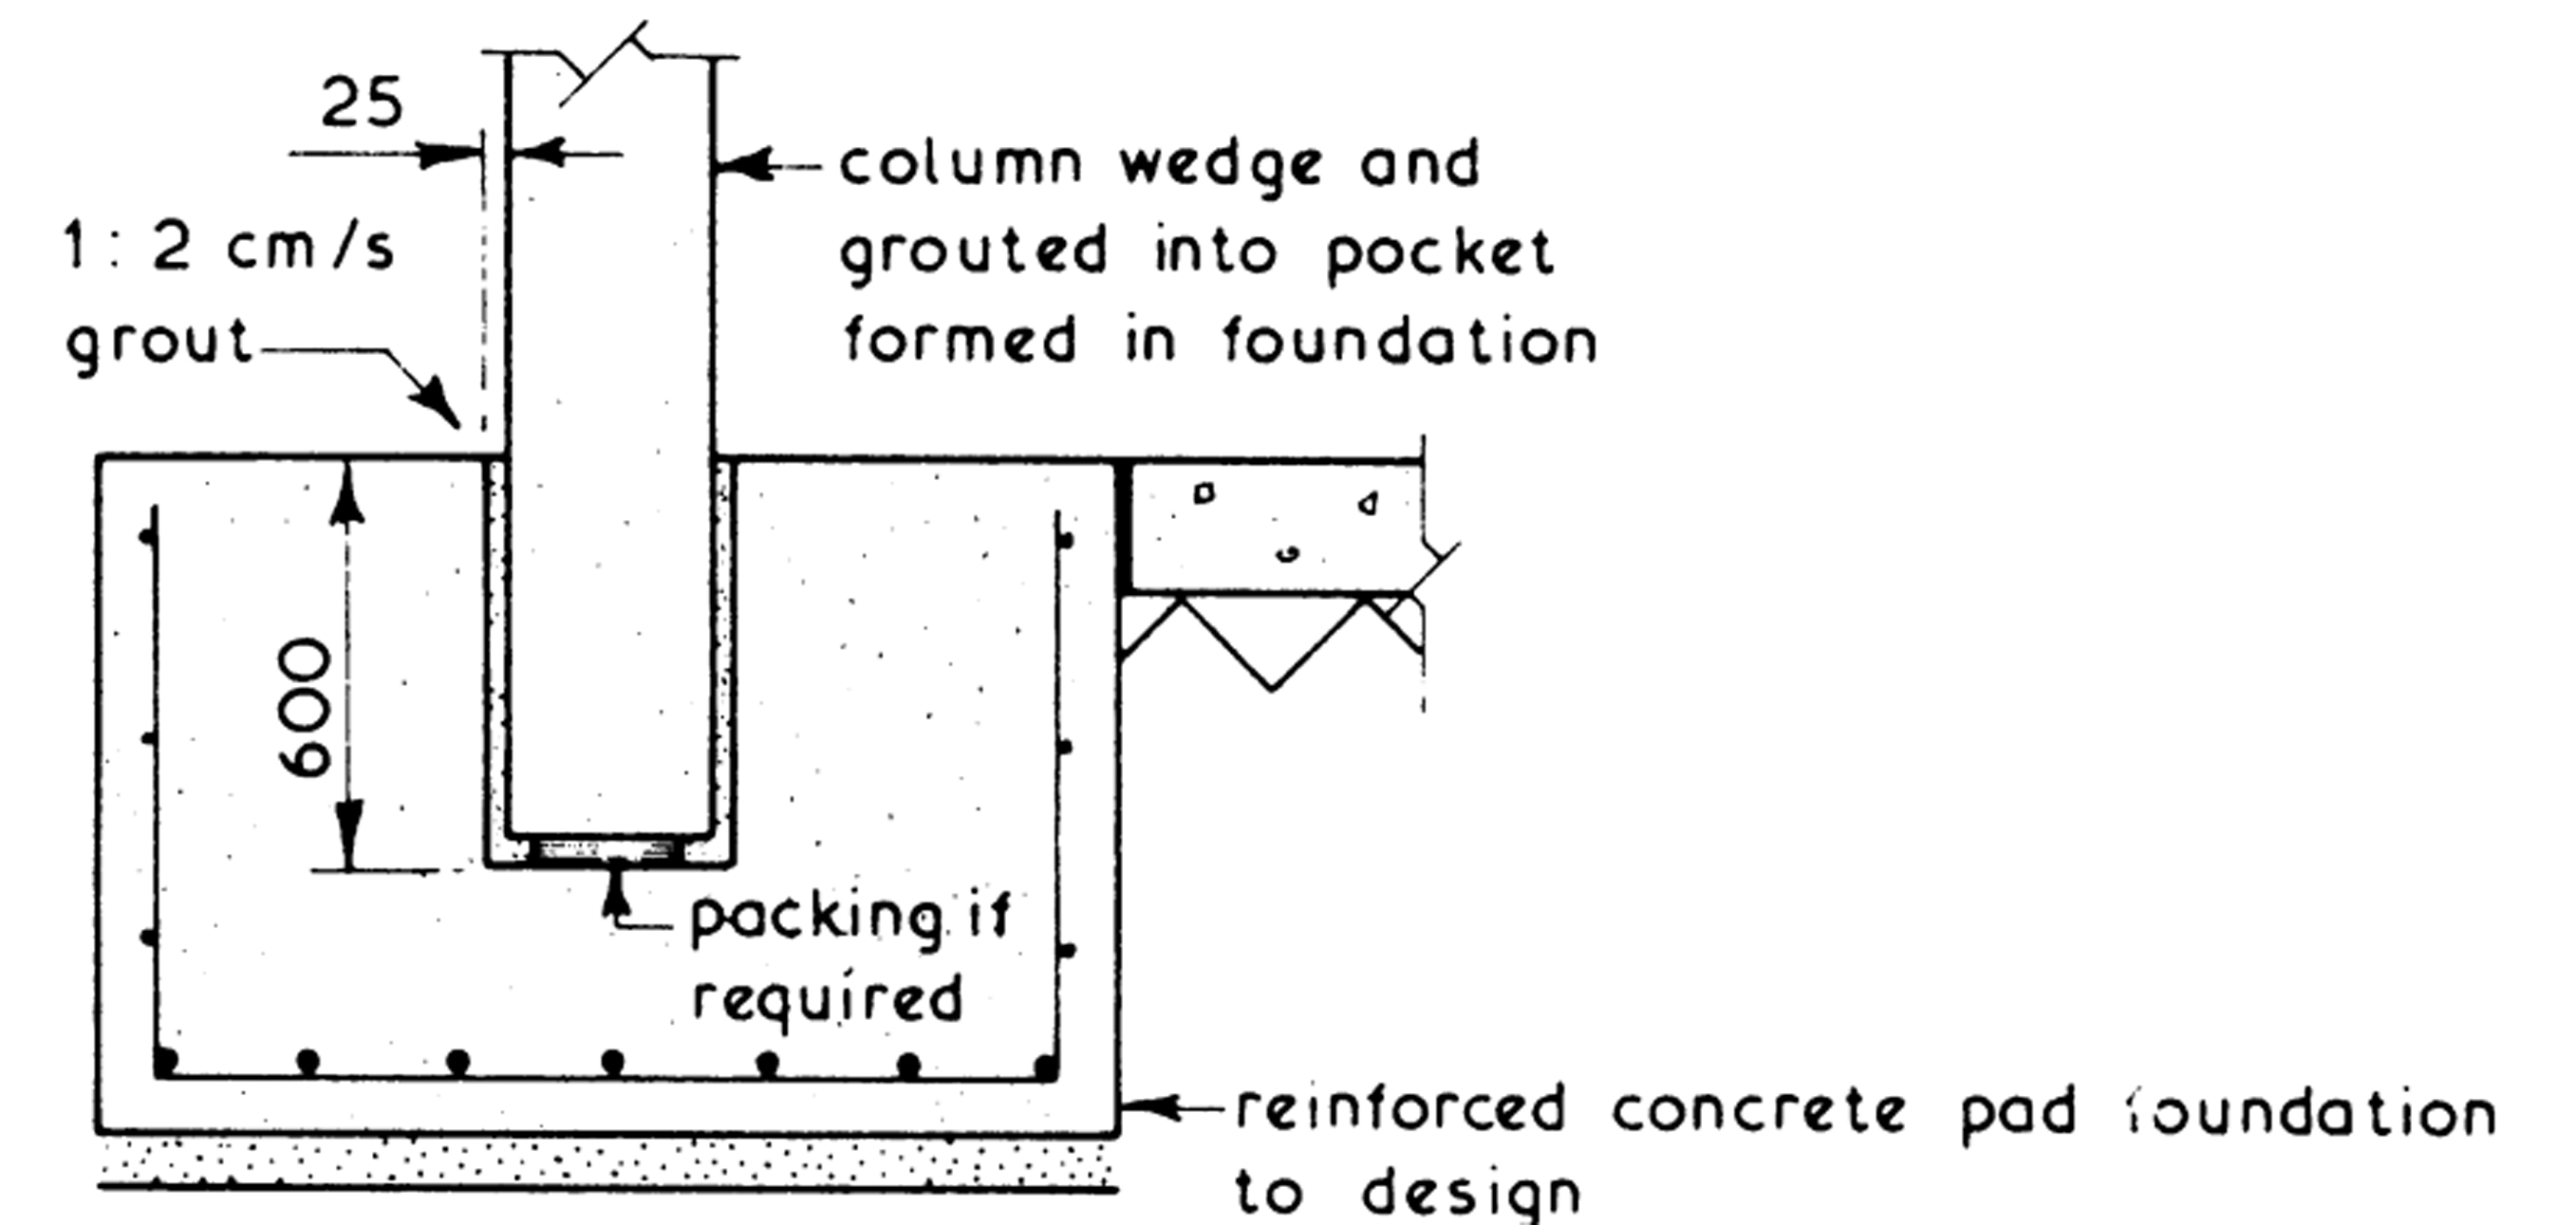 25
column wedge and
grouted into pocket
formed in foundation
1:2 cm/s
grout
600
packing if
required
reinforced concrete pad foundation
to design